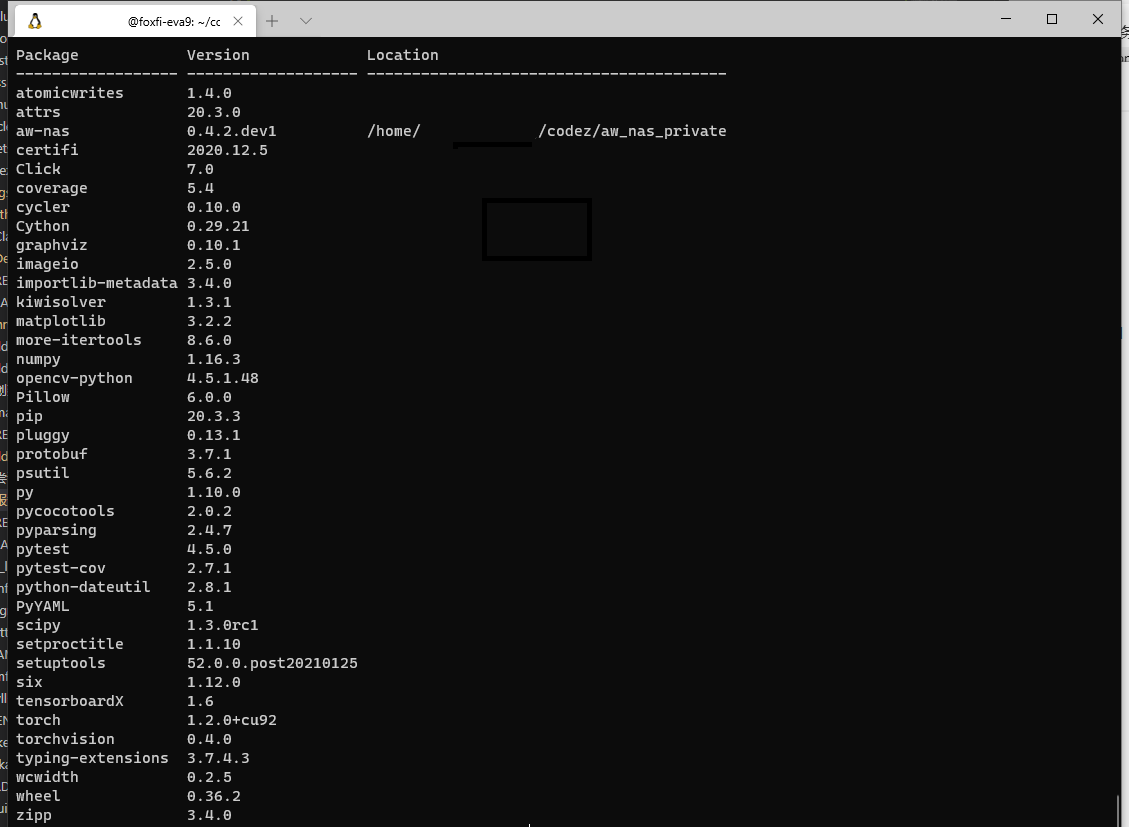 @foxfi-eva9: ~/cc
Package Version Location
------------------ ------------------- ----------------------------------------
atomicwrites 1.4.0
attrs 20.3.0
aw-nas 0.4.2.dev1 /home/ /codez/aw_nas_private
certifi 2020.12.5
Click 7.0
coverage 5.4
cycler 0.10.0
Cython 0.29.21
graphviz 0.10.1
imageio 2.5.0
importlib-metadata 3.4.0
kiwisolver 1.3.1
matplotlib 3.2.2
more-itertools 8.6.0
numpy 1.16.3
opencv-python 4.5.1.48
Pillow 6.0.0
pip 20.3.3
pluggy 0.13.1
protobuf 3.7.1
psutil 5.6.2
py 1.10.0
pycocotools 2.0.2
pyparsing 2.4.7
pytest 4.5.0
pytest-cov 2.7.1
python-dateutil 2.8.1
PyYAML 5.1
scipy 1.3.0rc1
setproctitle 1.1.10
setuptools 52.0.0.post20210125
six 1.12.0
tensorboardX 1.6
torch 1.2.0+cu92
torchvision 0.4.0
typing-extensions 3.7.4.3
wcwidth 0.2.5
wheel 0.36.2
zipp 3.4.0